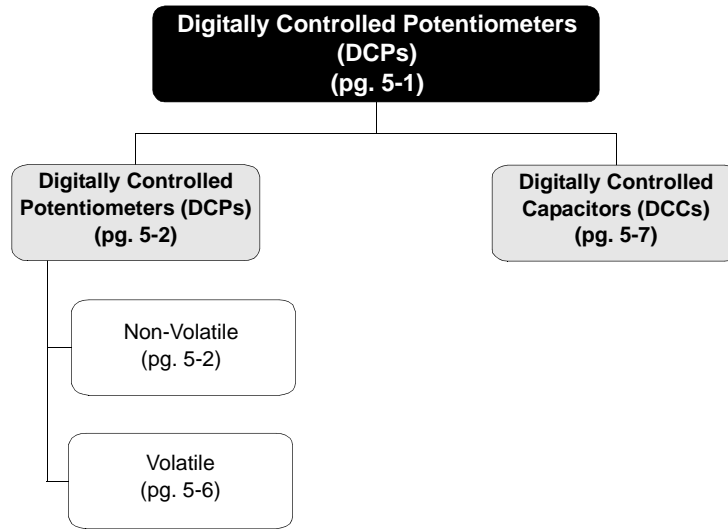 Digitally Controlled Potentiometers
(DCPs)
(pg. 5-1)
Digitally Controlled
Potentiometers (DCPs)
(pg. 5-2)
Digitally Controlled
Capacitors (DCCs)
(pg. 5-7)
Non-Volatile
(pg. 5-2)
Volatile
(pg. 5-6)